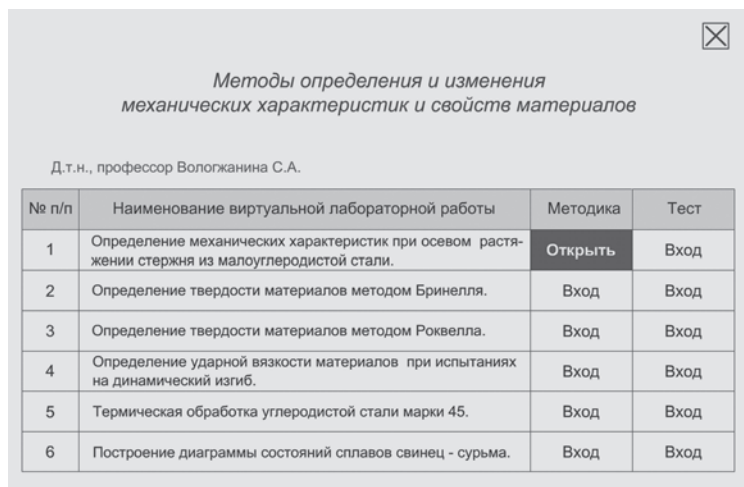 Методы определения и изменения
механических характеристик и свойств материалов
Д.т.н., профессор Вологжанина С.А.
№ п/п Наименование виртуальной лабораторной работы Методика Тест
1 Определение механических характеристик при осевом растя-
жении стержня из малоуглеродистой стали. Открыть Вход
2 Определение твердости материалов методом Бринелля. Вход Вход
3 Определение твердости материалов методом Роквелла. Вход Вход
4 Определение ударной вязкости материалов при испытаниях
на динамический изгиб. Вход Вход
5 Термическая обработка углеродистой стали марки 45. Вход Вход
6 Построение диаграммы состояний сплавов свинец - сурьма. Вход Вход